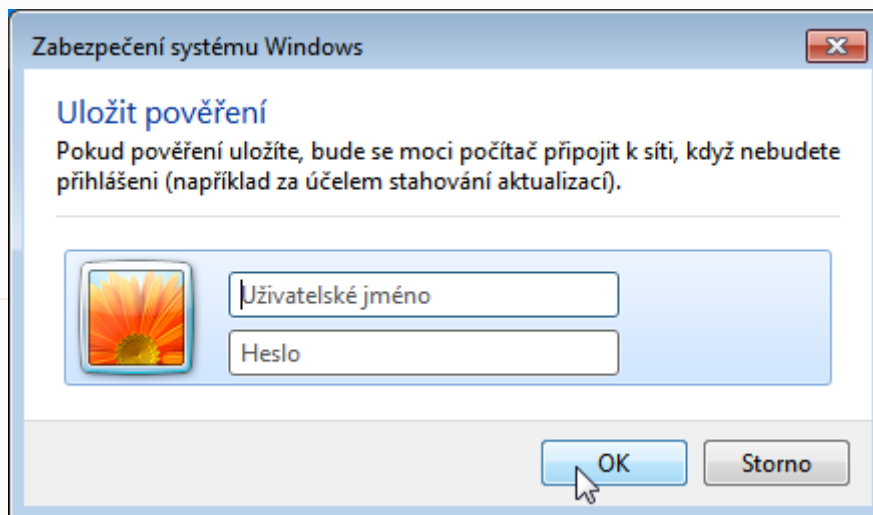 Zabezpečení systému Windows
Uložit pověření
Pokud pověření uložíte, bude se moci počítač připojit k síti, když nebudete
přihlášeni (například za účelem stahování aktualizací).
Uživatelské jméno
Heslo
OK
Storno